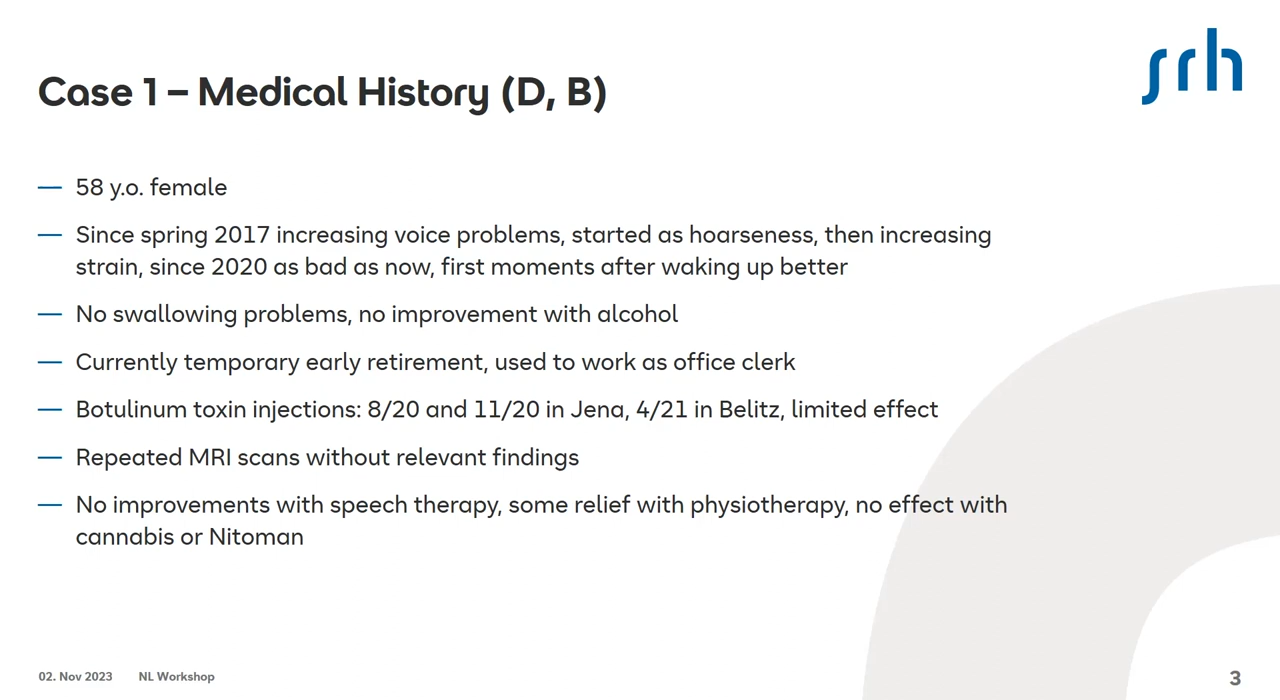 srh
Case 1 – Medical History (D, B)
— 58 y.o. female
— Since spring 2017 increasing voice problems, started as hoarseness, then increasing
strain, since 2020 as bad as now, first moments after waking up better
— No swallowing problems, no improvement with alcohol
— Currently temporary early retirement, used to work as office clerk
— Botulinum toxin injections: 8/20 and 11/20 in Jena, 4/21 in Belitz, limited effect
— Repeated MRI scans without relevant findings
— No improvements with speech therapy, some relief with physiotherapy, no effect with
cannabis or Nitoman
02. Nov 2023 NL Workshop 3